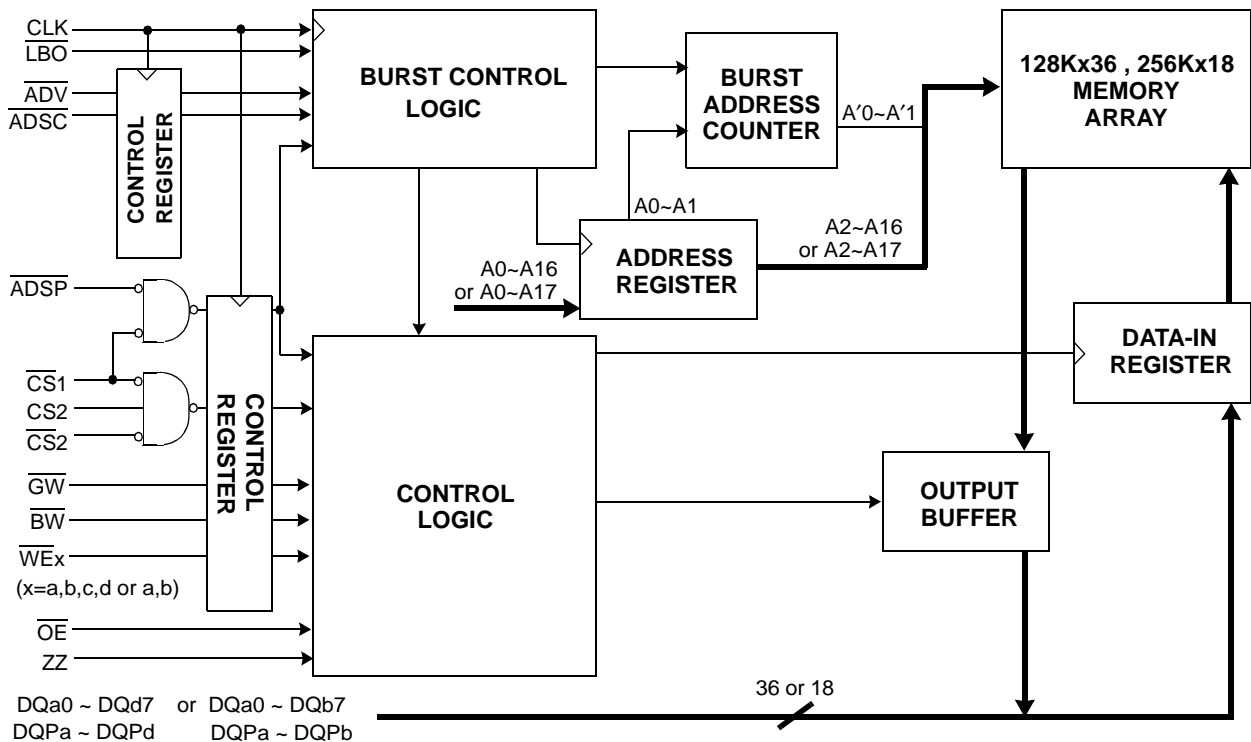 CLK
LBO
ADV
ADSC
CONTROL
REGISTER
BURST CONTROL
LOGIC
BURST
ADDRESS
COUNTER
A′0~A′1
128Kx36 , 256Kx18
MEMORY
ARRAY
A0~A1
ADDRESS
REGISTER
A2~A16
or A2~A17
A0~A16
or A0~A17
ADSP
CS1
CS2
CS2
GW
BW
WEx
(x=a,b,c,d or a,b)
OE
ZZ
CONTROL
REGISTER
CONTROL
LOGIC
DATA-IN
REGISTER
OUTPUT
BUFFER
36 or 18
DQa0 ~ DQd7 or DQa0 ~ DQb7
DQPa ~ DQPd DQPa ~ DQPb